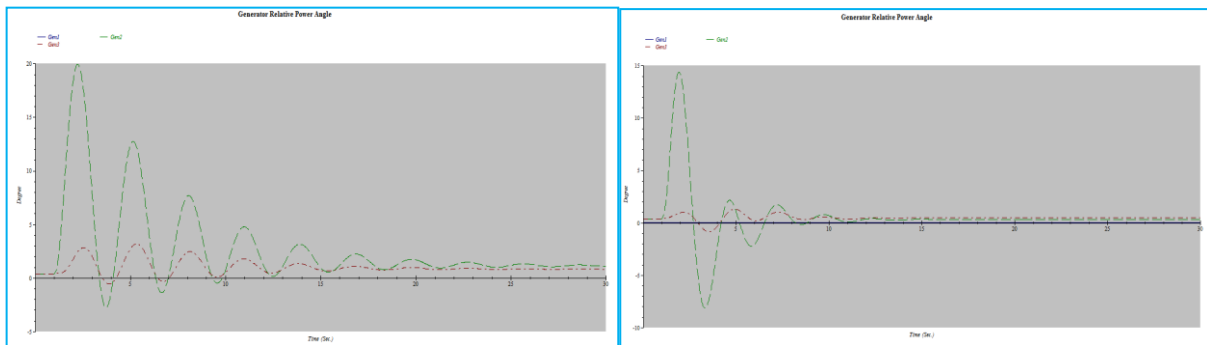 Generator Relative Power Angle
Gen1 Gen2
Gen3
20
15
10
5
0
-5
Degree
5 10 15 20 25 30
Time (Sec.)
Generator Relative Power Angle
Gen1 Gen2
Gen3
15
10
5
0
-5
-10
Degree
5 10 15 20 25 30
Time (Sec.)